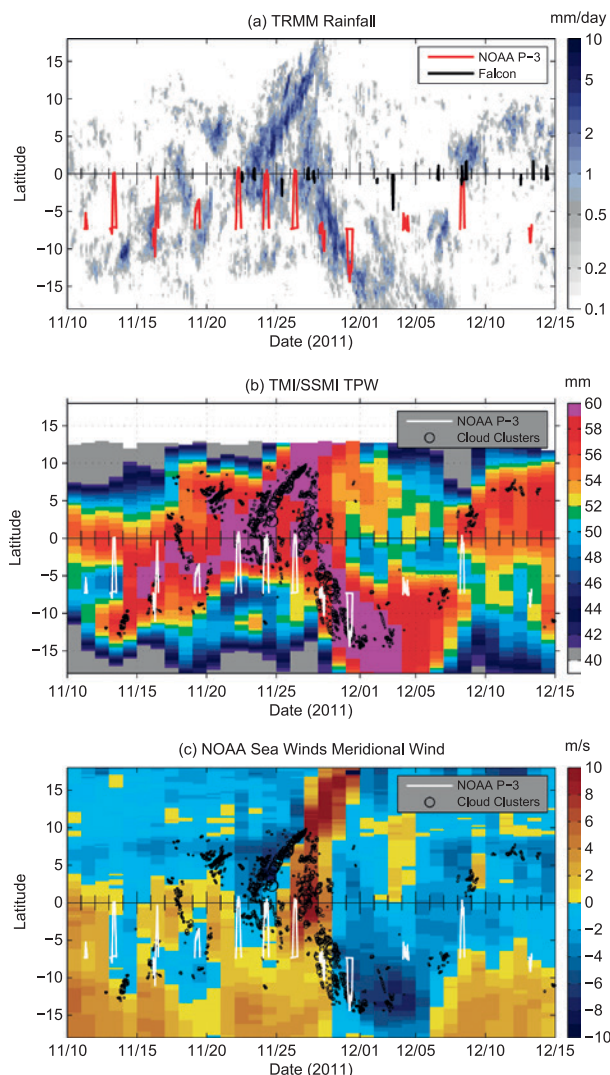 (a) TRMM Rainfall
mm/day
NOAA P-3
Falcon
15
10
5
0
−5
−10
−15
Latitude
10
5
2
1
0.5
0.2
0.1
11/10 11/15 11/20 11/25 12/01 12/05 12/10 12/15
Date (2011)
(b) TMI/SSMI TPW
mm
NOAA P-3
Cloud Clusters
15
10
5
0
−5
−10
−15
Latitude
60
58
56
54
52
50
48
46
44
42
40
11/10 11/15 11/20 11/25 12/01 12/05 12/10 12/15
Date (2011)
(c) NOAA Sea Winds Meridional Wind
m/s
NOAA P-3
Cloud Clusters
15
10
5
0
−5
−10
−15
Latitude
10
8
6
4
2
0
−2
−4
−6
−8
−10
11/10 11/15 11/20 11/25 12/01 12/05 12/10 12/15
Date (2011)